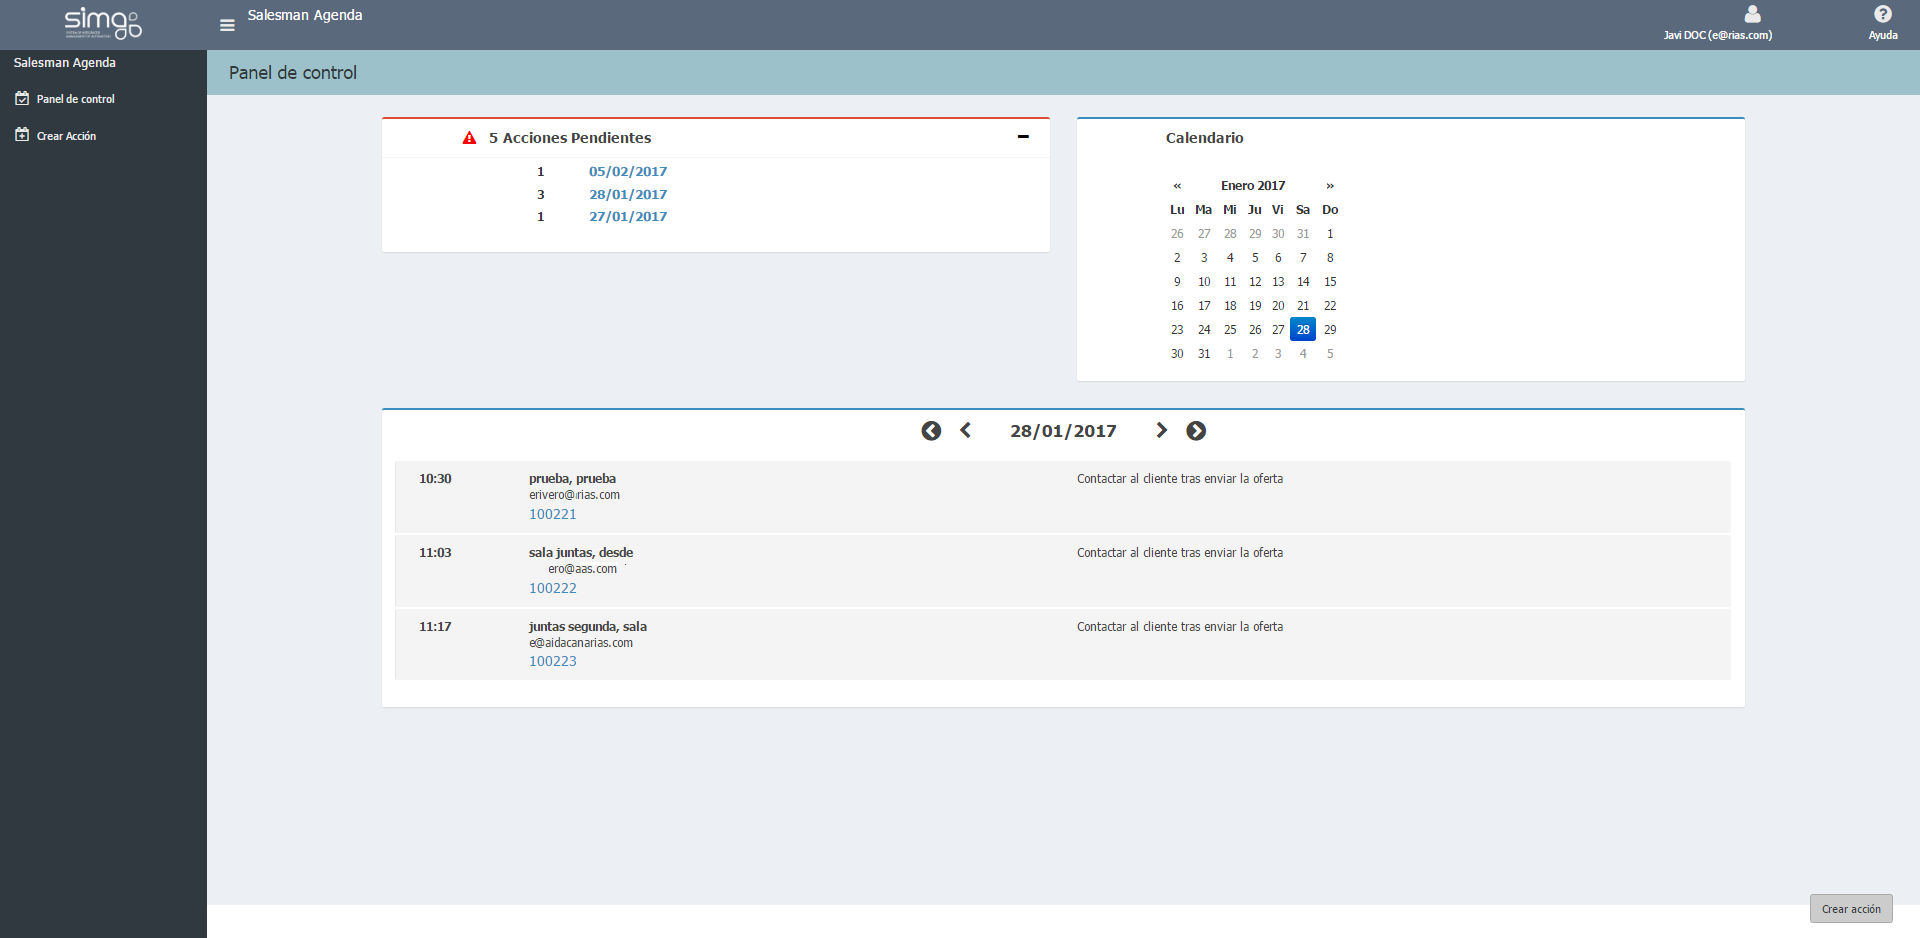 sima
Salesman Agenda
Javi DOC (e@rias.com)
Ayuda
Salesman Agenda
Panel de control
Crear Acción
Panel de control
5 Acciones Pendientes
1 05/02/2017
3 28/01/2017
1 27/01/2017
Calendario
« Enero 2017 »
Lu Ma Mi Ju Vi Sa Do
26 27 28 29 30 31 1
2 3 4 5 6 7 8
9 10 11 12 13 14 15
16 17 18 19 20 21 22
23 24 25 26 27 28 29
30 31 1 2 3 4 5
28/01/2017
10:30 prueba, prueba Contactar al cliente tras enviar la oferta
erivero@rias.com
100221
11:03 sala juntas, desde Contactar al cliente tras enviar la oferta
ero@aas.com
100222
11:17 juntas segunda, sala Contactar al cliente tras enviar la oferta
e@aidacanarias.com
100223
Crear acción